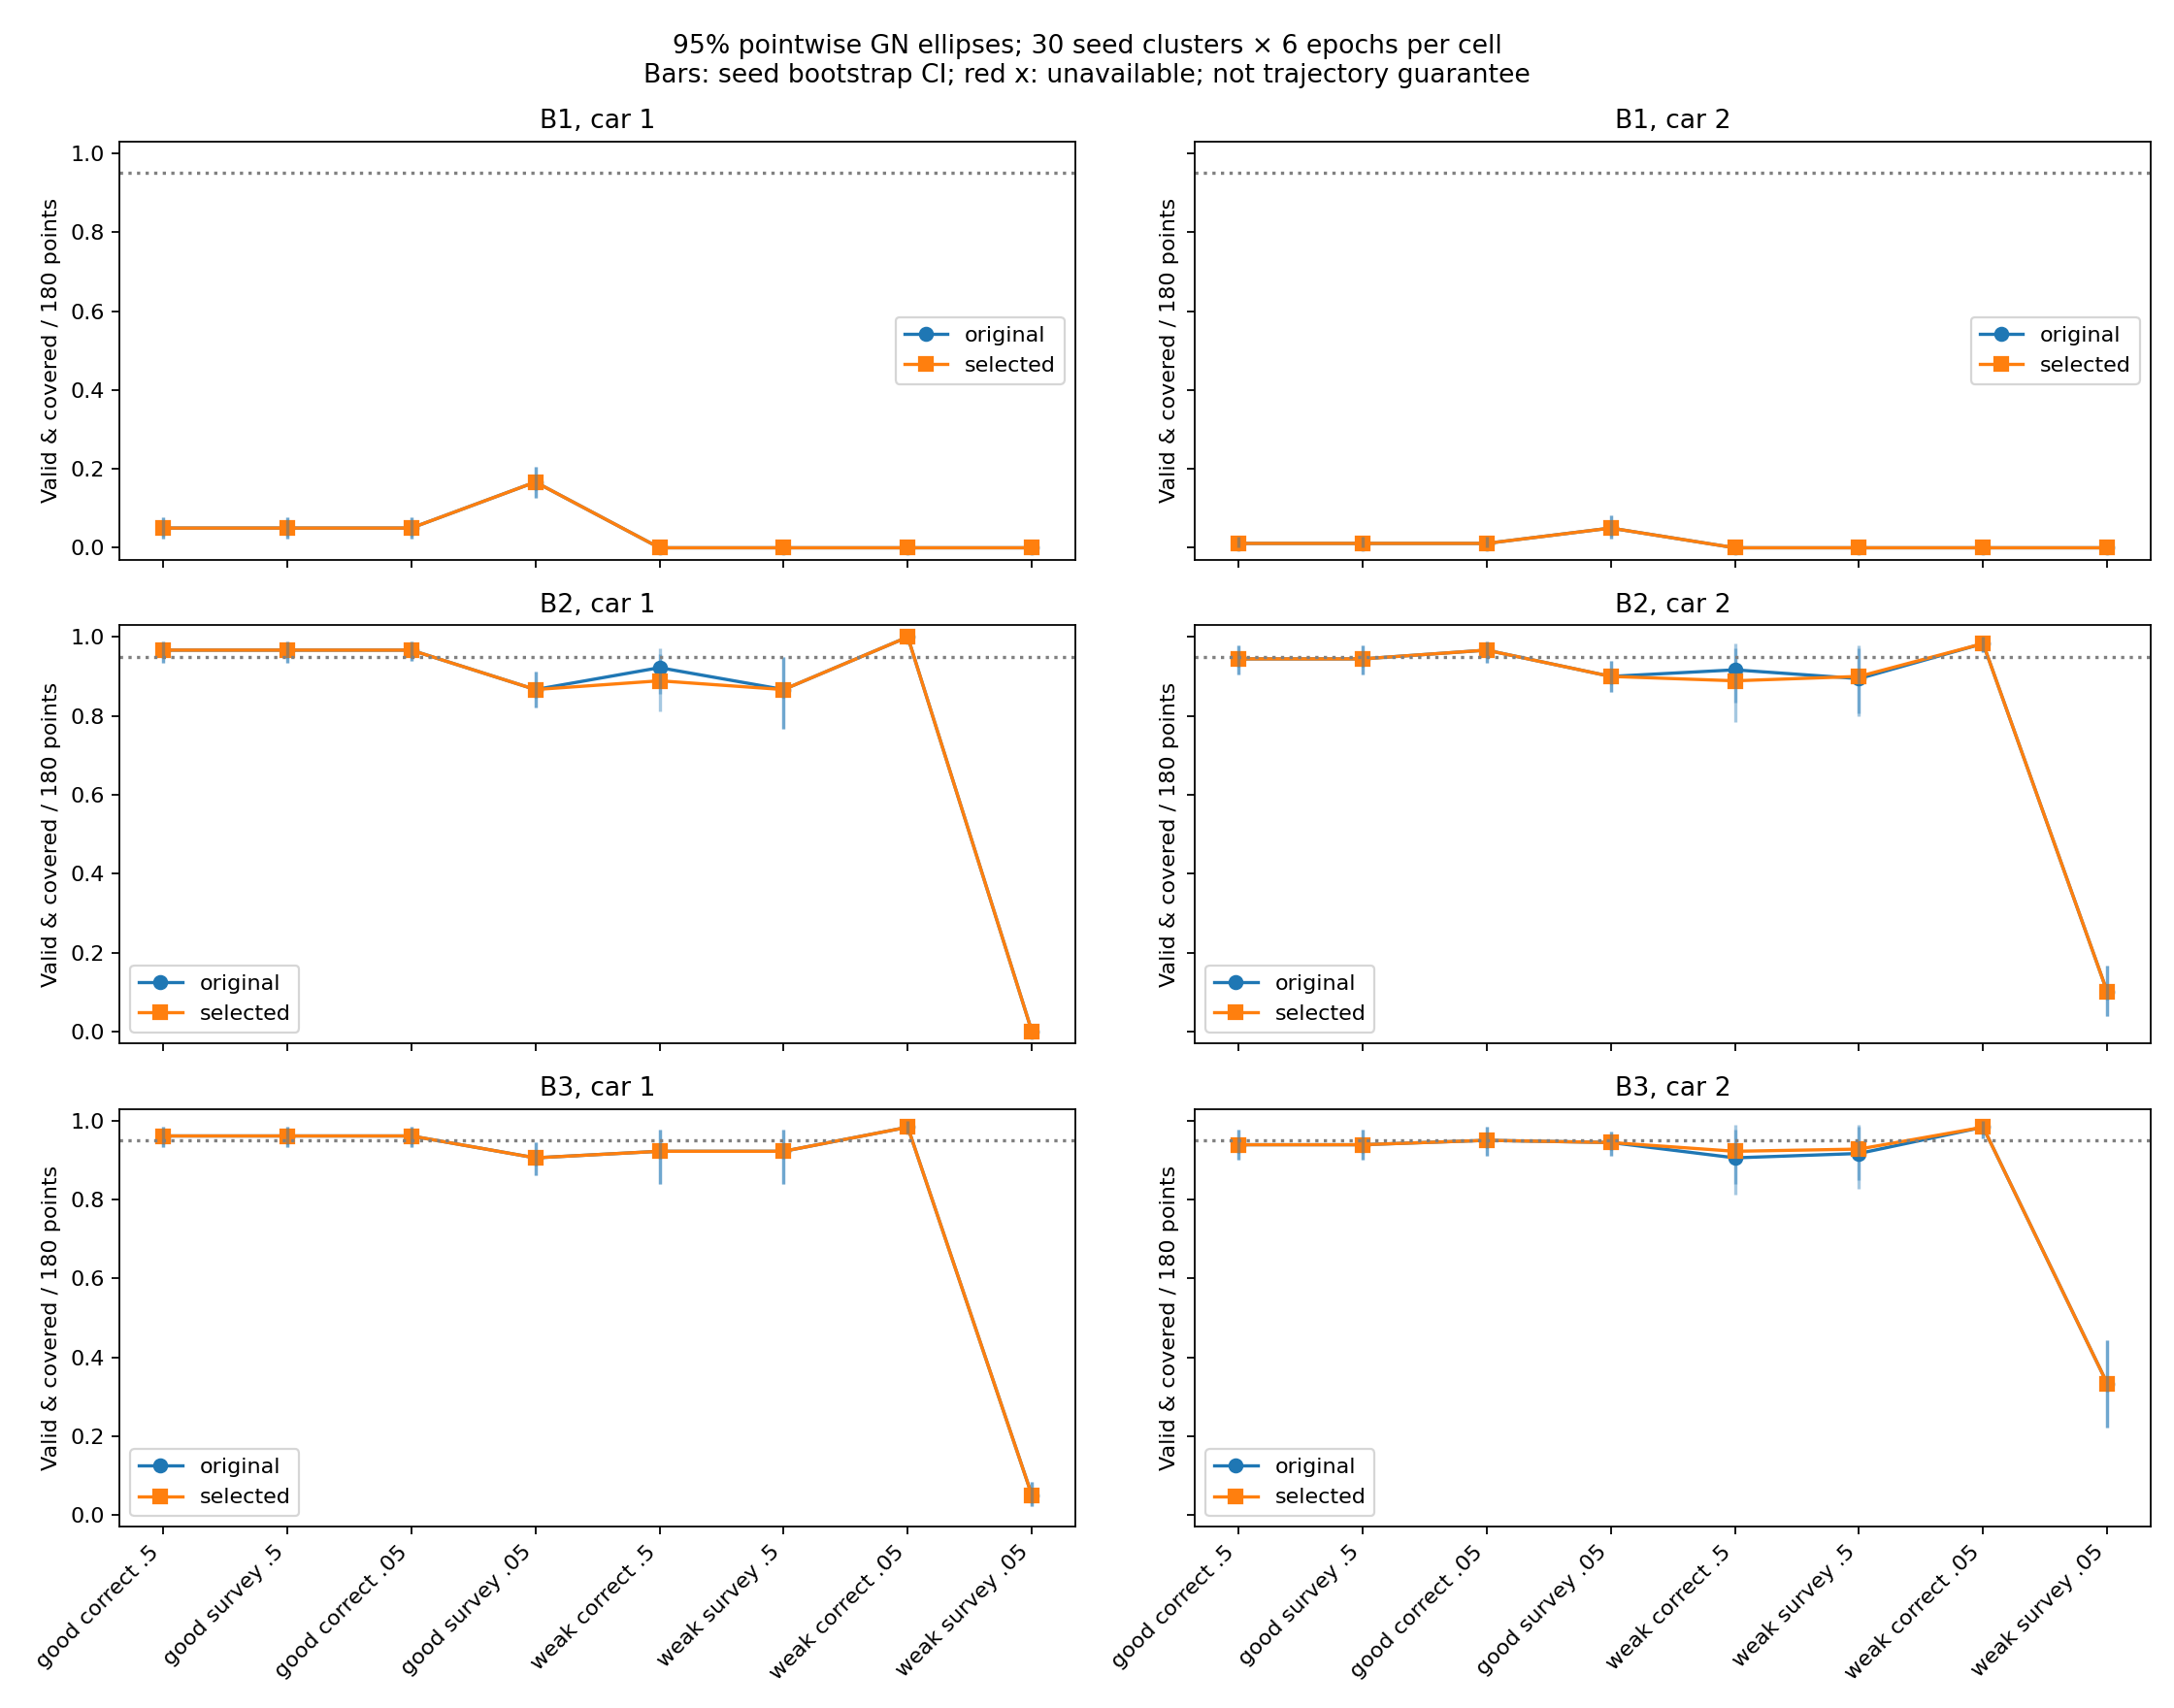 95% pointwise GN ellipses; 30 seed clusters × 6 epochs per cell
Bars: seed bootstrap CI; red x: unavailable; not trajectory guarantee
B1, car 1
Valid & covered / 180 points
1.0
0.8
0.6
0.4
0.2
0.0
original
selected
B1, car 2
Valid & covered / 180 points
original
selected
B2, car 1
Valid & covered / 180 points
1.0
0.8
0.6
0.4
0.2
0.0
original
selected
B2, car 2
Valid & covered / 180 points
original
selected
B3, car 1
Valid & covered / 180 points
1.0
0.8
0.6
0.4
0.2
0.0
original
selected
good correct .5
good survey .5
good correct .05
good survey .05
weak correct .5
weak survey .5
weak correct .05
weak survey .05
B3, car 2
Valid & covered / 180 points
original
selected
good correct .5
good survey .5
good correct .05
good survey .05
weak correct .5
weak survey .5
weak correct .05
weak survey .05